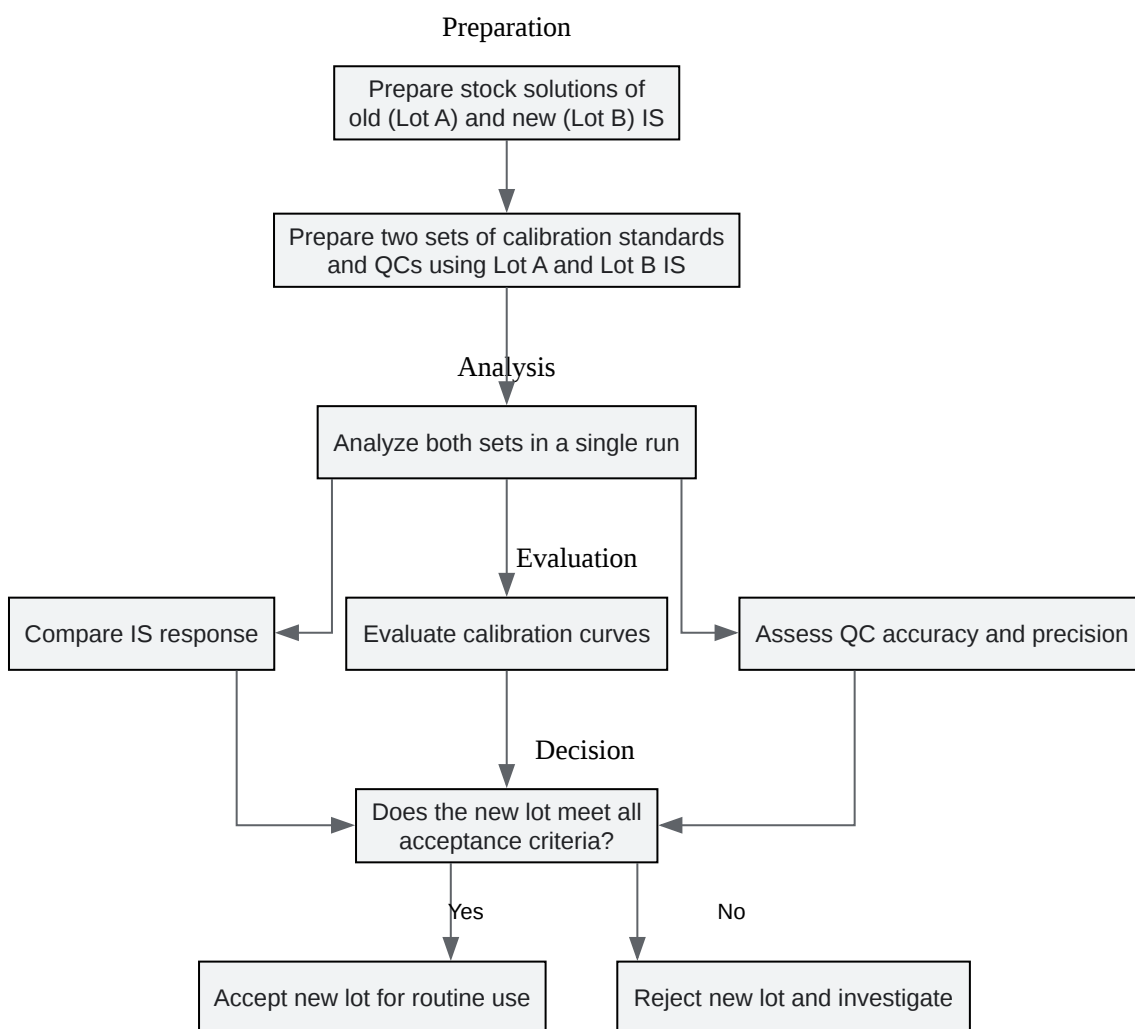 Preparation
Prepare stock solutions of
old (Lot A) and new (Lot B) IS
Prepare two sets of calibration standards
and QCs using Lot A and Lot B IS
Analysis
Analyze both sets in a single run
Evaluation
Compare IS response
Evaluate calibration curves
Assess QC accuracy and precision
Decision
Does the new lot meet all
acceptance criteria?
Yes
No
Accept new lot for routine use
Reject new lot and investigate